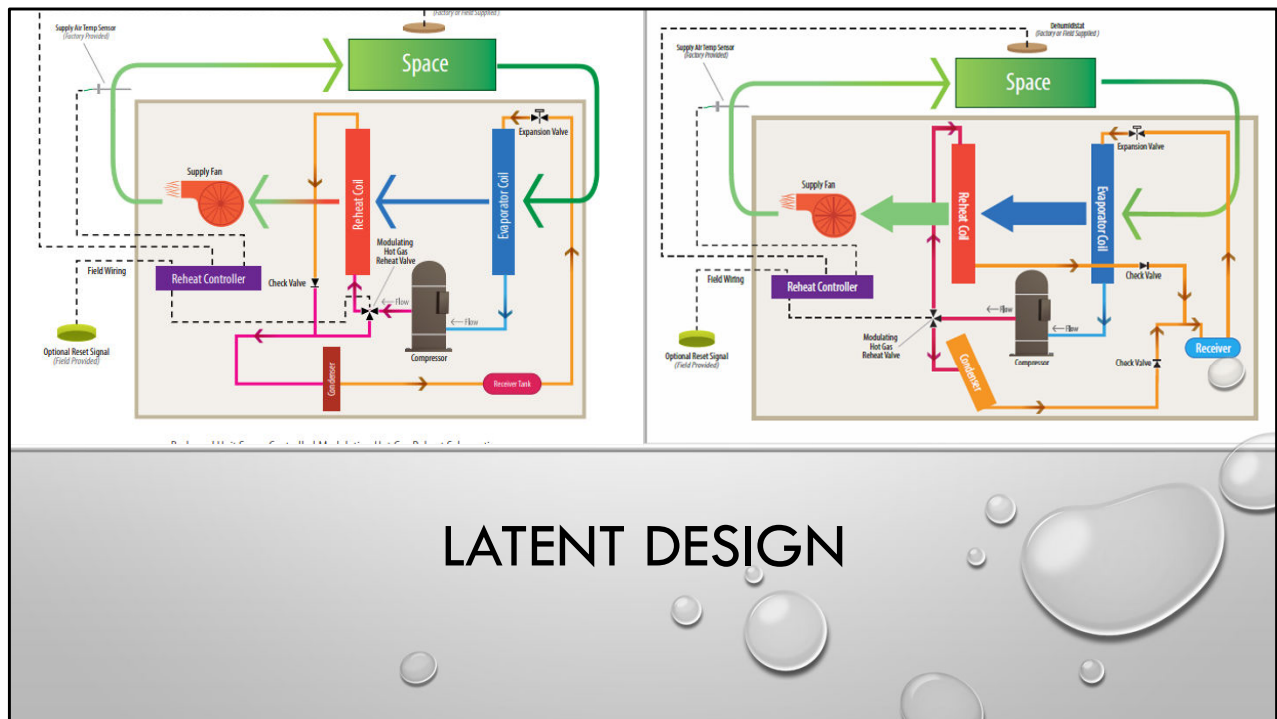 (Factory or Field Supplied )
Supply Air Temp Sensor
(Factory Provided)
Space
Expansion Valve
Supply Fan
Reheat Coil
Evaporator Coil
Modulating
Hot Gas
Reheat Valve
Field Wiring
Reheat Controller
Check Valve
Flow
Flow
Optional Reset Signal
(Field Provided)
Compressor
Condenser
Receiver Tank
Dehumidistat
(Factory or Field Supplied )
Supply Air Temp Sensor
(Factory Provided)
Space
Expansion Valve
Supply Fan
Reheat Coil
Evaporator Coil
Check Valve
Field Wiring
Reheat Controller
Flow
Flow
Modulating
Hot Gas
Reheat Valve
Optional Reset Signal
(Field Provided)
Compressor
Condenser
Check Valve
Receiver
LATENT DESIGN